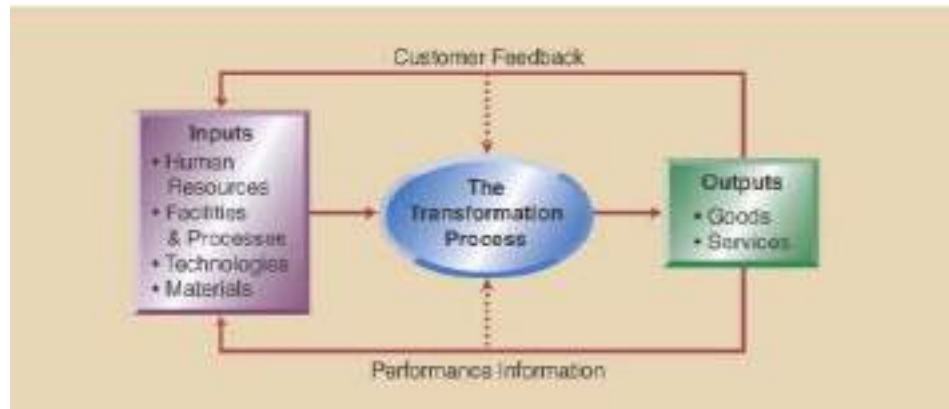 Customer Feedback
Inputs
• Human
Resources
• Facilities
& Processes
• Technologies
• Materials
The
Transformation
Process
Outputs
• Goods
• Services
Performance Information